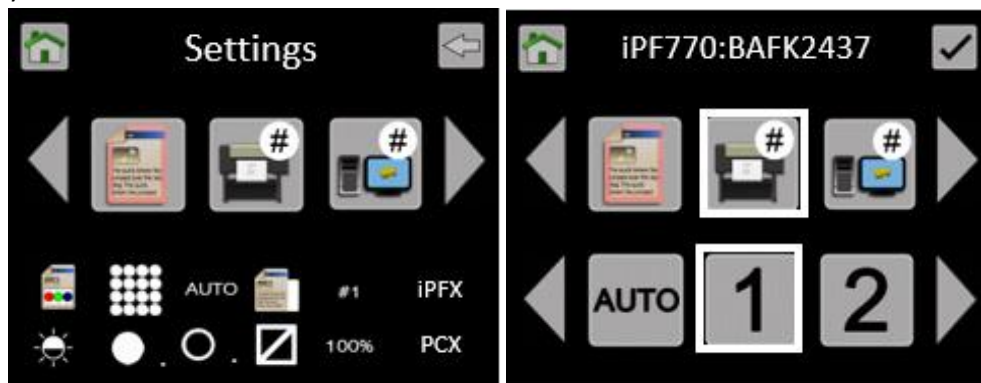 Settings
# #
AUTO #1 iPFX
100% PCX
iPF770:BAFK2437
# #
AUTO 1 2